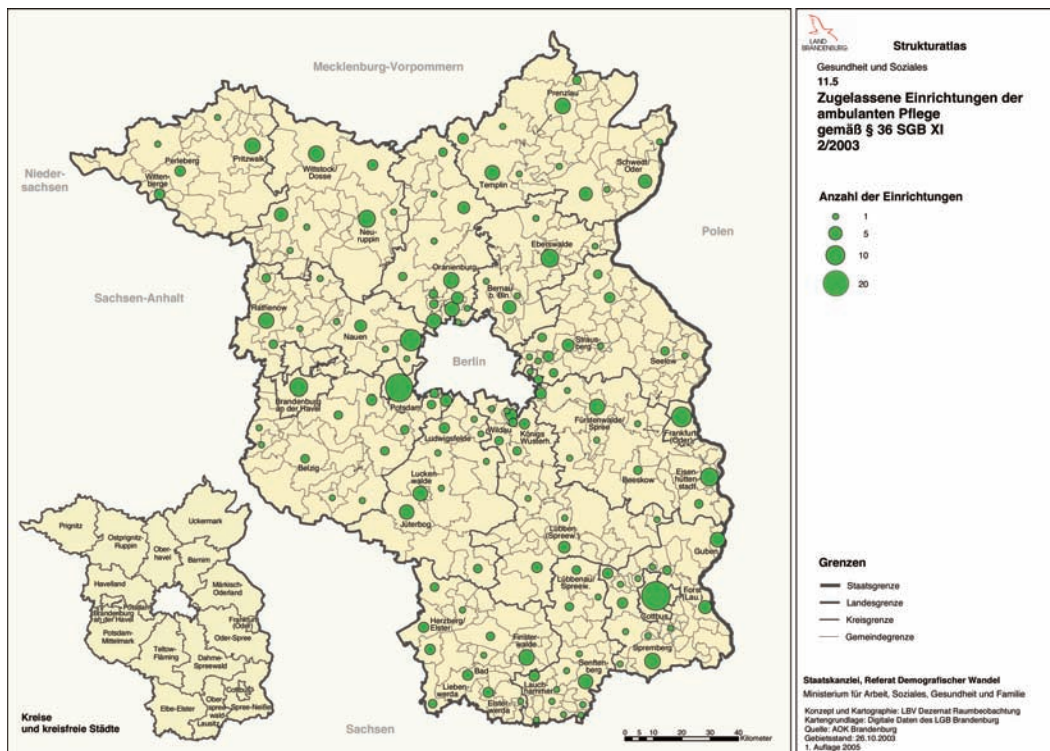 Mecklenburg-Vorpommern
Nieder-
sachsen
Sachsen-Anhalt
Polen
Berlin
Sachsen
Prenzlau
Perleberg
Pritzwalk
Wittstock/
Dosse
Witten-
berge
Templin
Schwedt/
Oder
Neu-
ruppin
Eberswalde
Oranienburg
Bernau
b. Bln.
Rathenow
Nauen
Straus-
berg
Seelow
Brandenburg
an der Havel
Potsdam
Ludwigsfelde
Wildau
Königs
Wusterh.
Fürstenwalde/
Spree
Frankfurt
(Oder)
Belzig
Lucken-
walde
Beeskow
Eisen-
hütten-
stadt
Jüterbog
Lübben
(Spreew.)
Guben
Lübbenau/
Spreew.
Forst
(Lau.)
Cottbus
Herzberg/
Elster
Finster-
walde
Spremberg
Senften-
berg
Bad
Lieben-
werda
Lauch-
hammer
Elster-
werda
0 10 20 30 40
Kilometer
Prignitz
Uckermark
Ostprignitz-
Ruppin
Ober-
havel
Barnim
Havelland
Märkisch-
Oderland
Potsdam
Brandenburg
an der Havel
Frankfurt
(Oder)
Potsdam-
Mittelmark
Oder-Spree
Teltow-
Fläming
Dahme-
Spreewald
Cottbus
Elbe-Elster
Ober-
spree-
wald-
Lausitz
Spree-Neiße
Kreise
und kreisfreie Städte
LAND
BRANDENBURG
Strukturatlas
Gesundheit und Soziales
11.5
Zugelassene Einrichtungen der
ambulanten Pflege
gemäß § 36 SGB XI
2/2003
Anzahl der Einrichtungen
1
5
10
20
Grenzen
Staatsgrenze
Landesgrenze
Kreisgrenze
Gemeindegrenze
Staatskanzlei, Referat Demografischer Wandel
Ministerium für Arbeit, Soziales, Gesundheit und Familie
Konzept und Kartographie: LBV Dezernat Raumbeobachtung
Kartengrundlage: Digitale Daten des LGB Brandenburg
Quelle: AOK Brandenburg
Gebietsstand: 26.10.2003
1. Auflage 2005